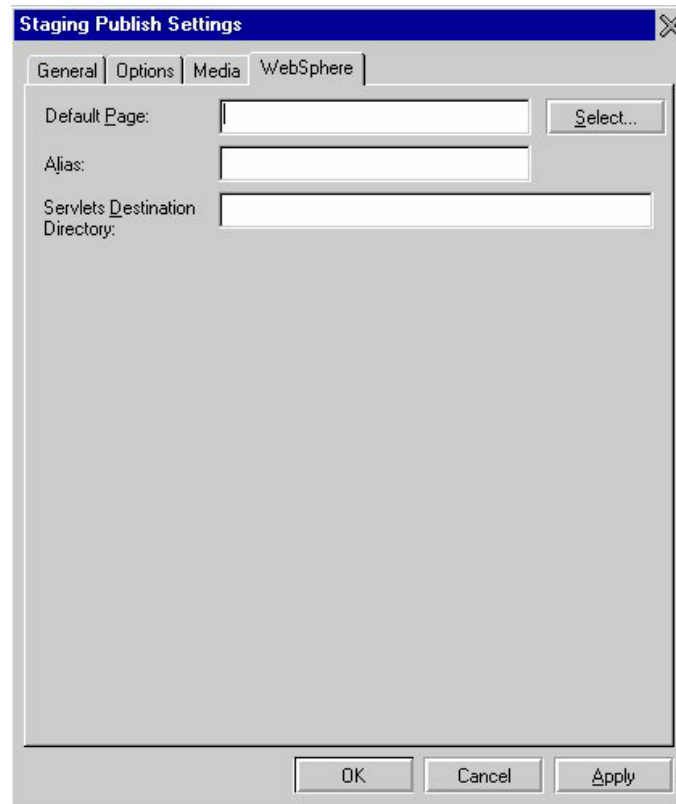 Staging Publish Settings
General Options Media WebSphere
Default Page: Select...
Alias:
Servlets Destination
Directory:
OK Cancel Apply